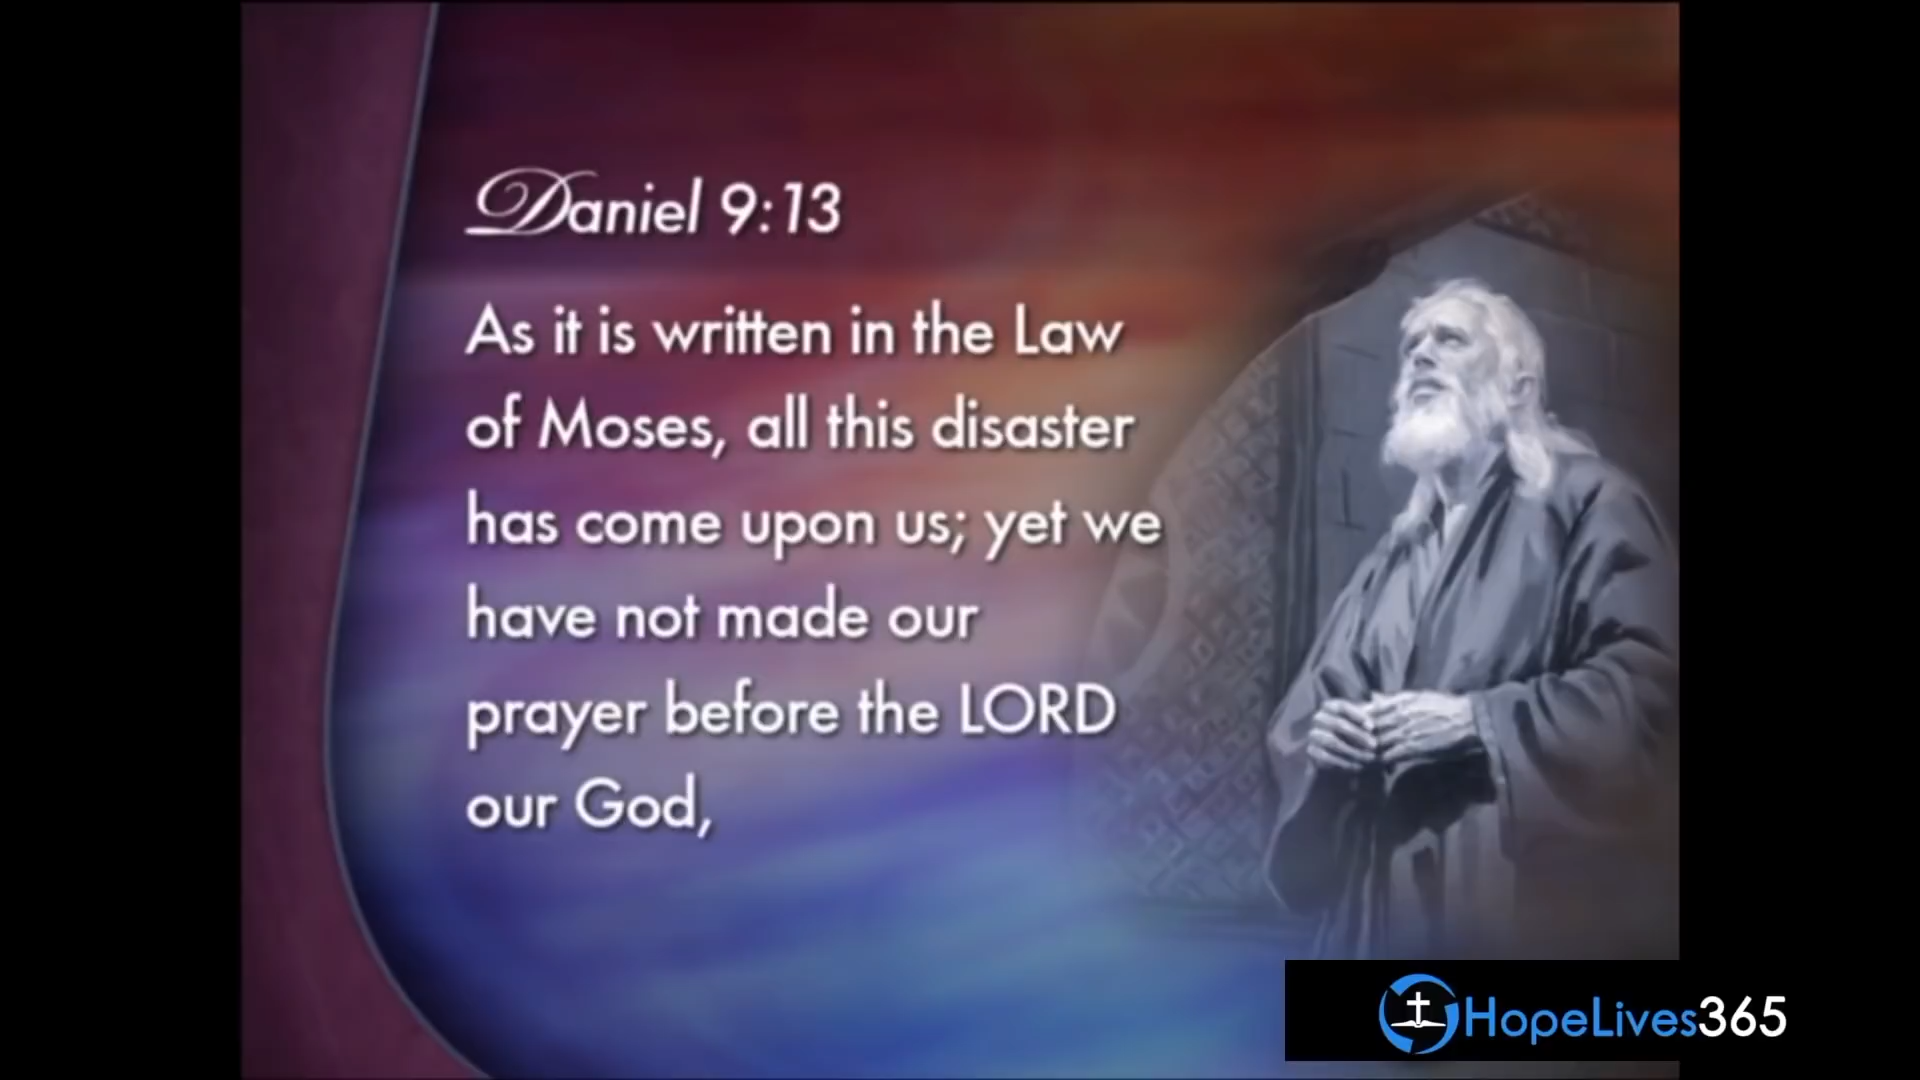 Daniel 9:13
As it is written in the Law
of Moses, all this disaster
has come upon us; yet we
have not made our
prayer before the LORD
our God,
HopeLives365